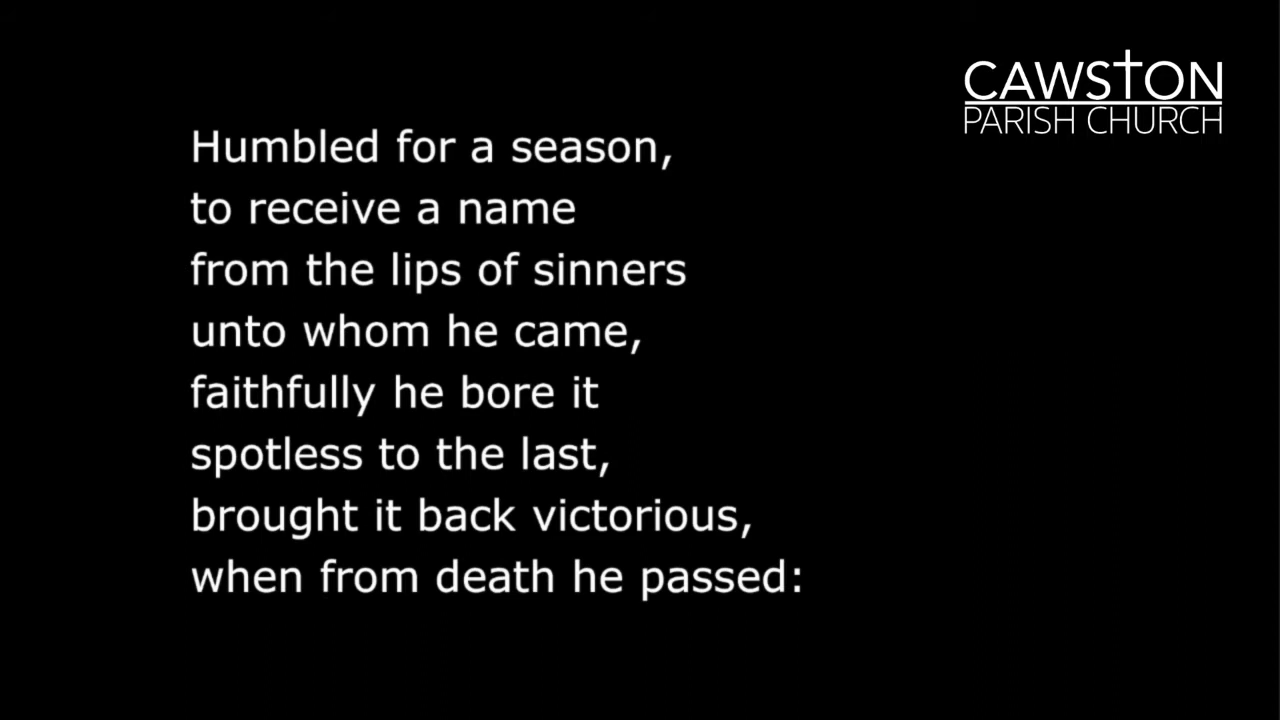 CAWSTON
PARISH CHURCH
Humbled for a season,
to receive a name
from the lips of sinners
unto whom he came,
faithfully he bore it
spotless to the last,
brought it back victorious,
when from death he passed: